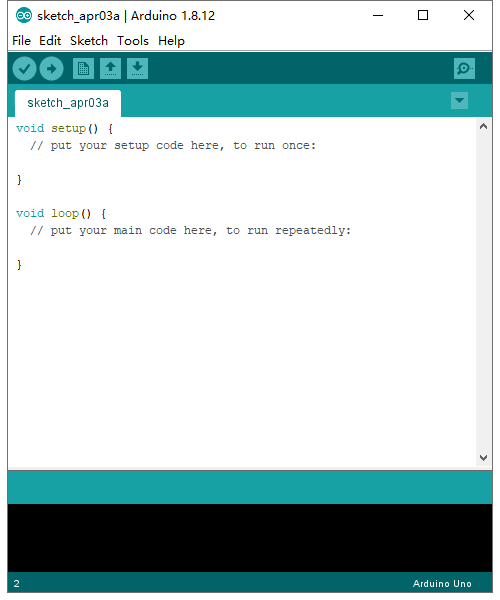 sketch_apr03a | Arduino 1.8.12
File Edit Sketch Tools Help
sketch_apr03a
void setup() {
  // put your setup code here, to run once:
}
void loop() {
  // put your main code here, to run repeatedly:
}
2 Arduino Uno